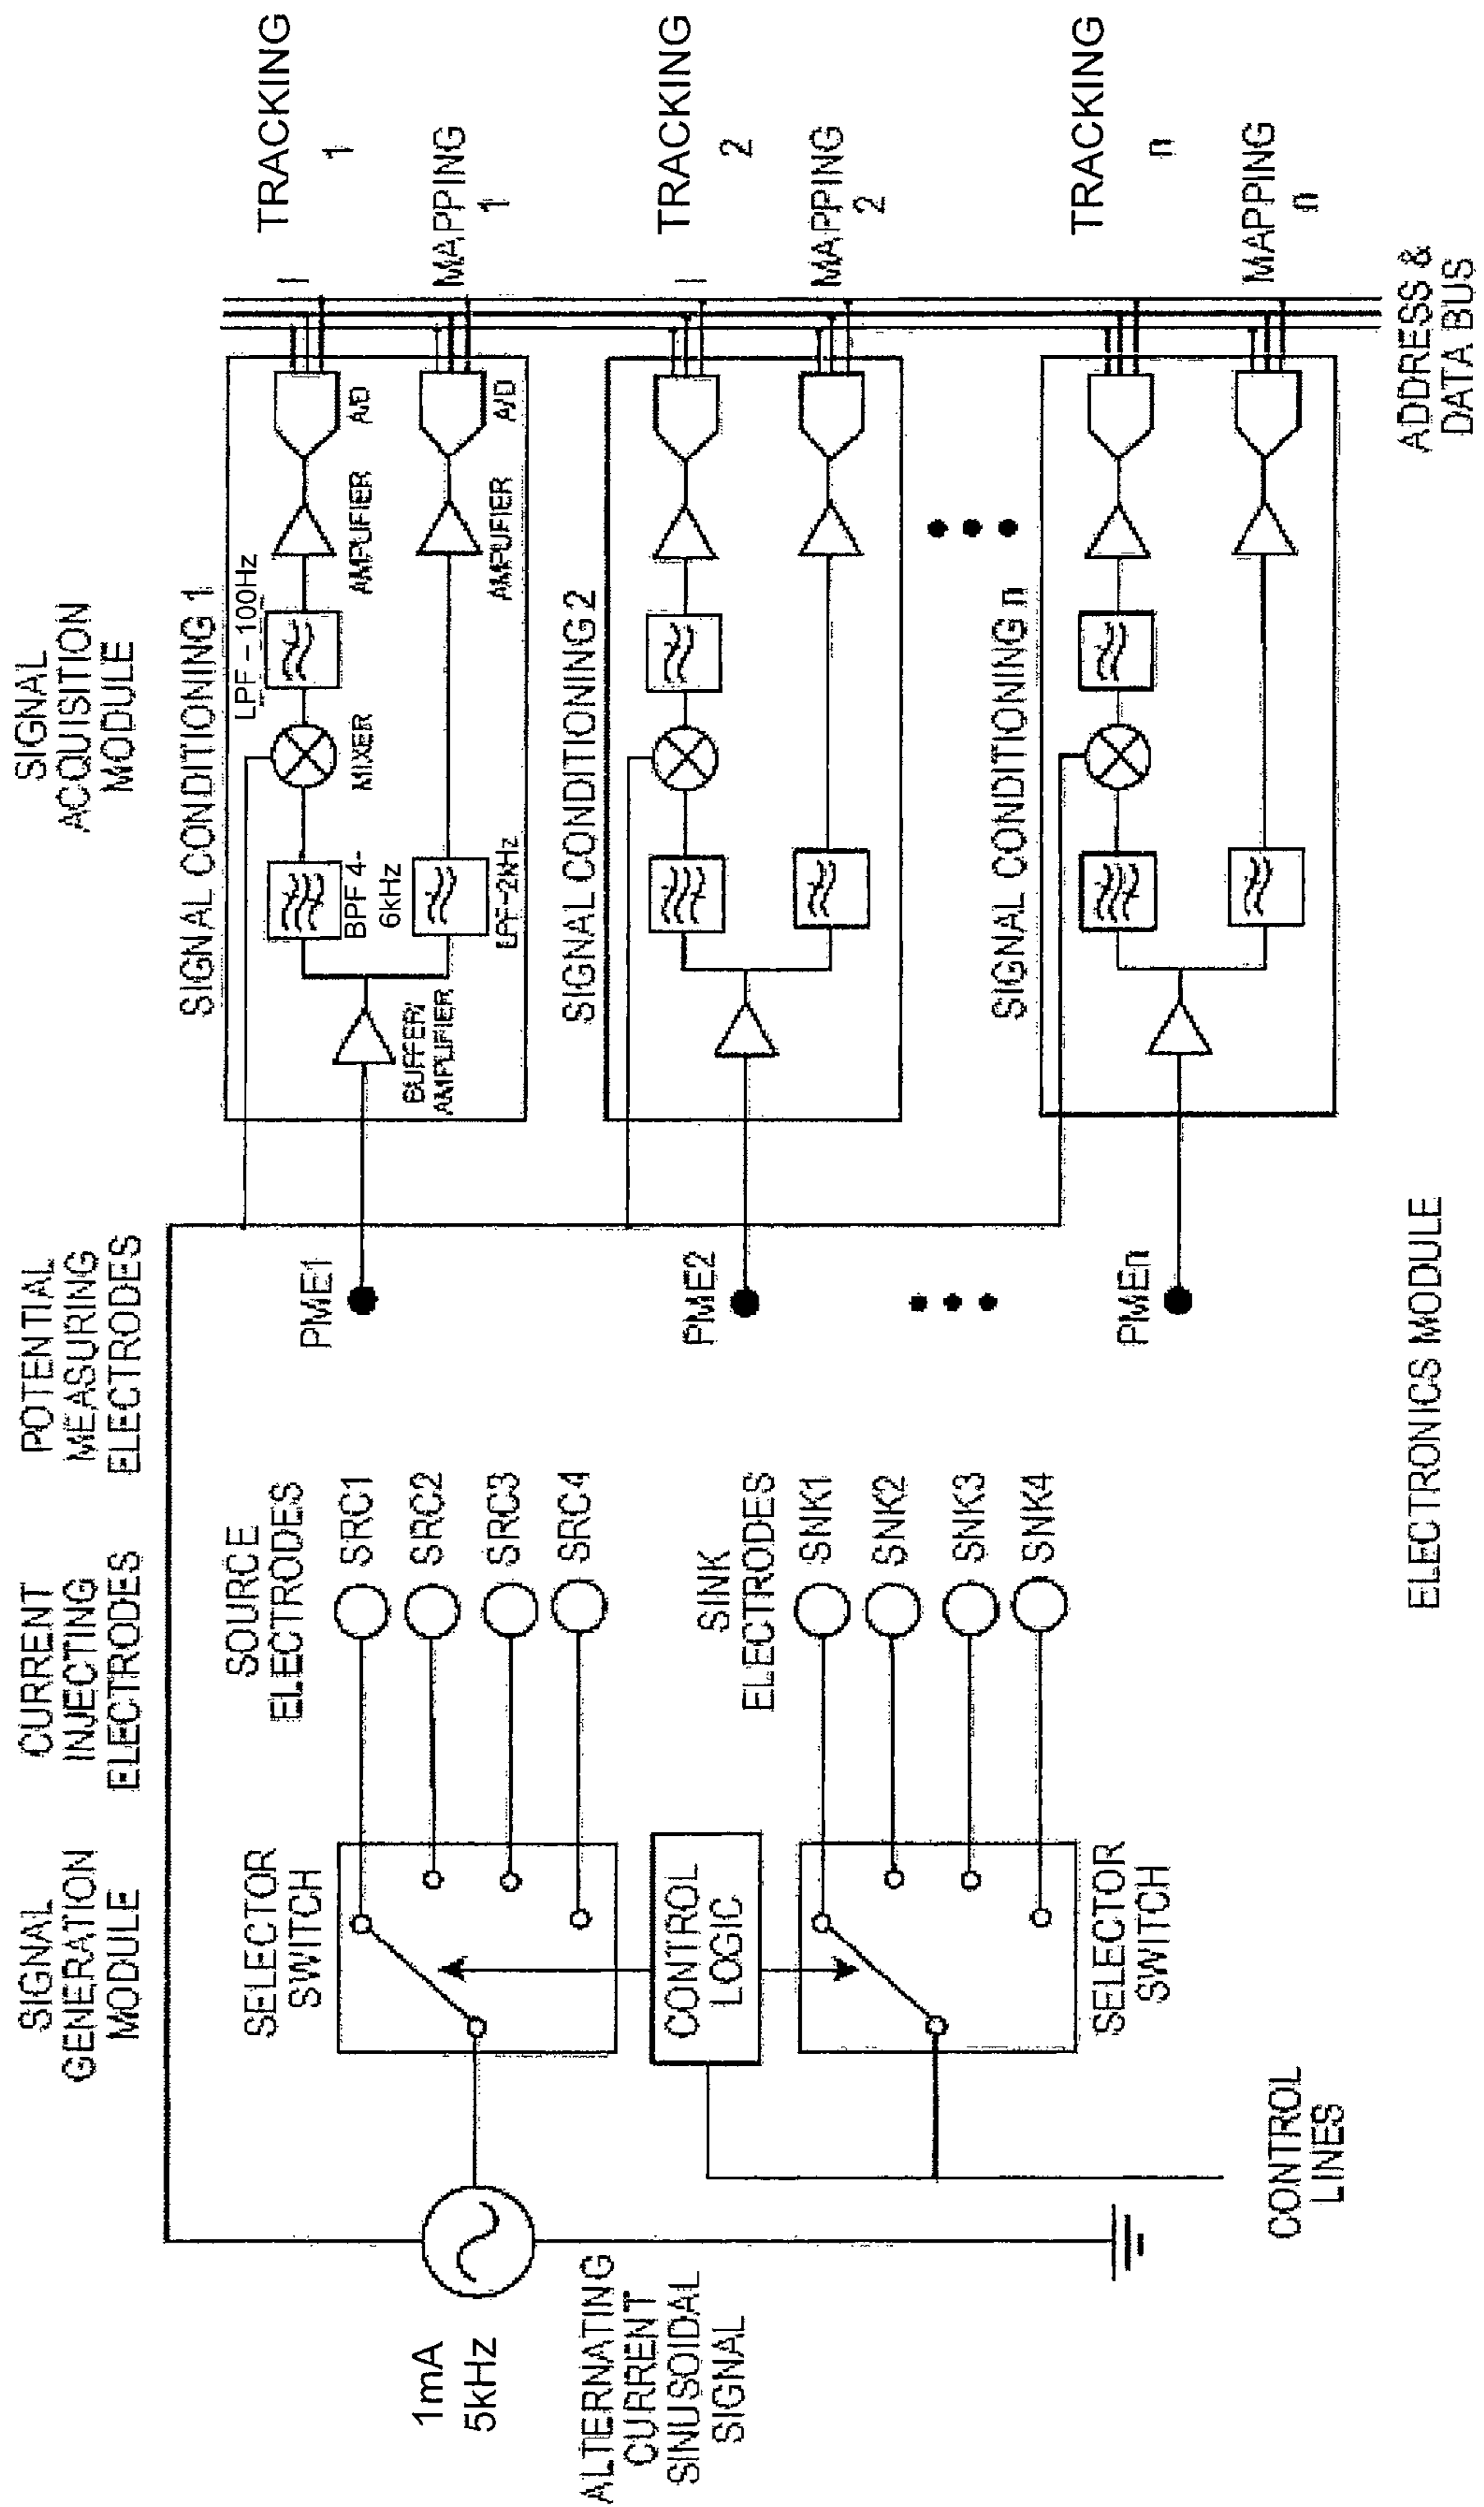 SIGNAL
GENERATION
MODULE
CURRENT
INJECTING
ELECTRODES
POTENTIAL
MEASURING
ELECTRODES
SIGNAL
ACQUISITION
MODULE
1mA
5kHz
ALTERNATING
CURRENT
SINUSOIDAL
SIGNAL
SELECTOR
SWITCH
CONTROL
LOGIC
SELECTOR
SWITCH
CONTROL
LINES
SOURCE
ELECTRODES
SRC1
SRC2
SRC3
SRC4
SINK
ELECTRODES
SNK1
SNK2
SNK3
SNK4
PME1
PME2
PMEn
SIGNAL CONDITIONING 1
BUFFER/
AMPLIFIER
BPF 4-
6kHz
LPF-2kHz
MIXER
LPF - 100Hz
AMPLIFIER
AMPLIFIER
A/D
A/D
TRACKING
1
MAPPING
1
SIGNAL CONDITIONING 2
TRACKING
2
MAPPING
2
SIGNAL CONDITIONING n
TRACKING
n
MAPPING
n
ADDRESS &
DATA BUS
ELECTRONICS MODULE